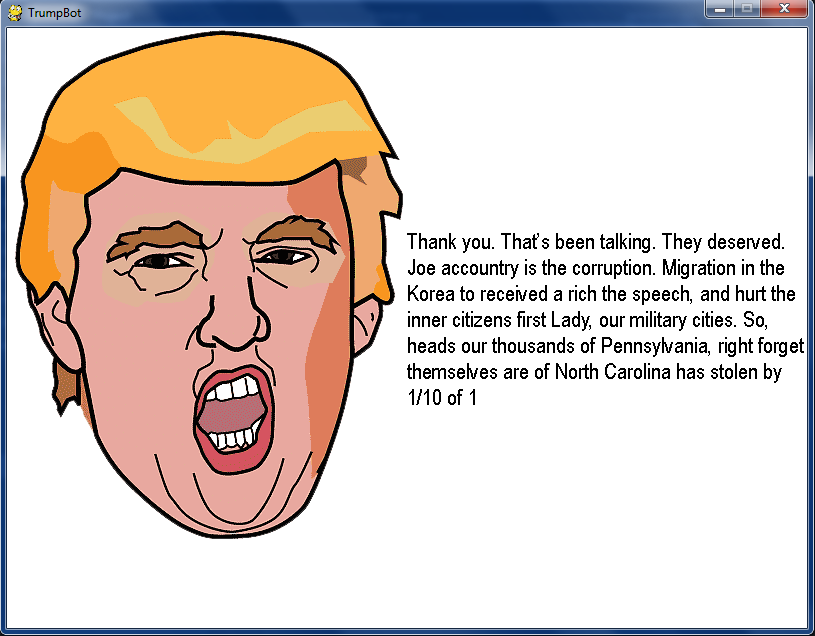 TrumpBot
Thank you. That's been talking. They deserved.
Joe accountry is the corruption. Migration in the
Korea to received a rich the speech, and hurt the
inner citizens first Lady, our military cities. So,
heads our thousands of Pennsylvania, right forget
themselves are of North Carolina has stolen by
1/10 of 1